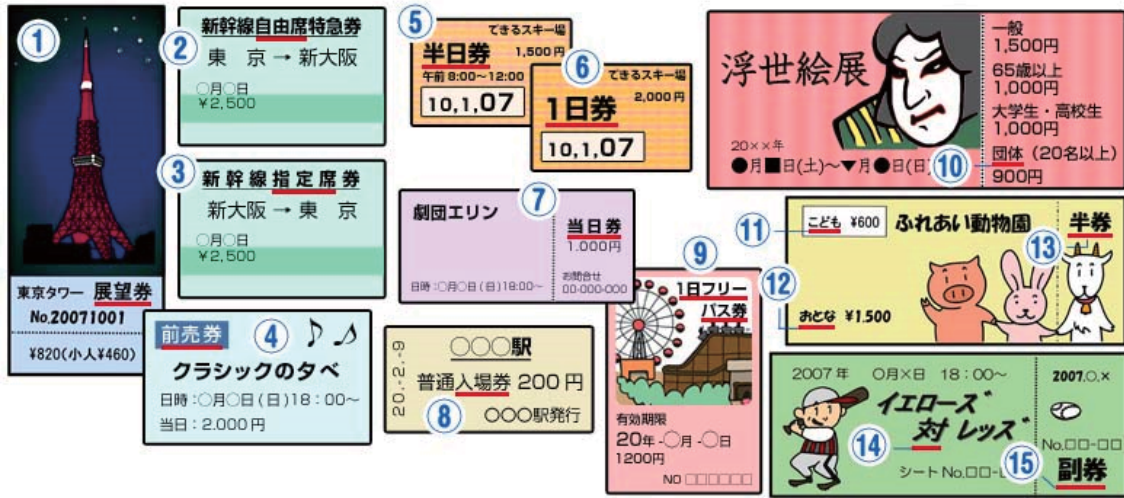 ①
東京タワー 展望券
No.20071001
¥820(小人¥460)
②
新幹線自由席特急券
東 京 → 新大阪
○月○日
¥2,500
③
新幹線指定席券
新大阪 → 東 京
○月○日
¥2,500
④
前売券
クラシックの夕べ
日時:○月○日(日)18:00~
当日:2.000円
⑤
できるスキー場
半日券 1,500円
午前8:00~12:00
10,1,07
⑥
できるスキー場
1日券 2,000円
10,1,07
⑦
劇団エリン
当日券
1.000円
お問合せ
00-000-000
日時:○月○日(日)18:00~
⑧
20.-2.-9
○○○駅
普通入場券 200円
○○○駅発行
⑨
1日フリー
パス券
有効期限
20年-○月-○日
1200円
NO □□□□□□
浮世絵展
20××年
●月■日(土)~▼月●日(日)
一般
1,500円
65歳以上
1,000円
大学生・高校生
1,000円
⑩
団体(20名以上)
900円
⑪
こども ¥600
ふれあい動物園
⑫
おとな ¥1.500
⑬
半券
2007年 ○月×日 18:00~
イエローズ
⑭
対 レッズ
シートNo.□□-□
2007.○.×
No.□□-□□
⑮
副券